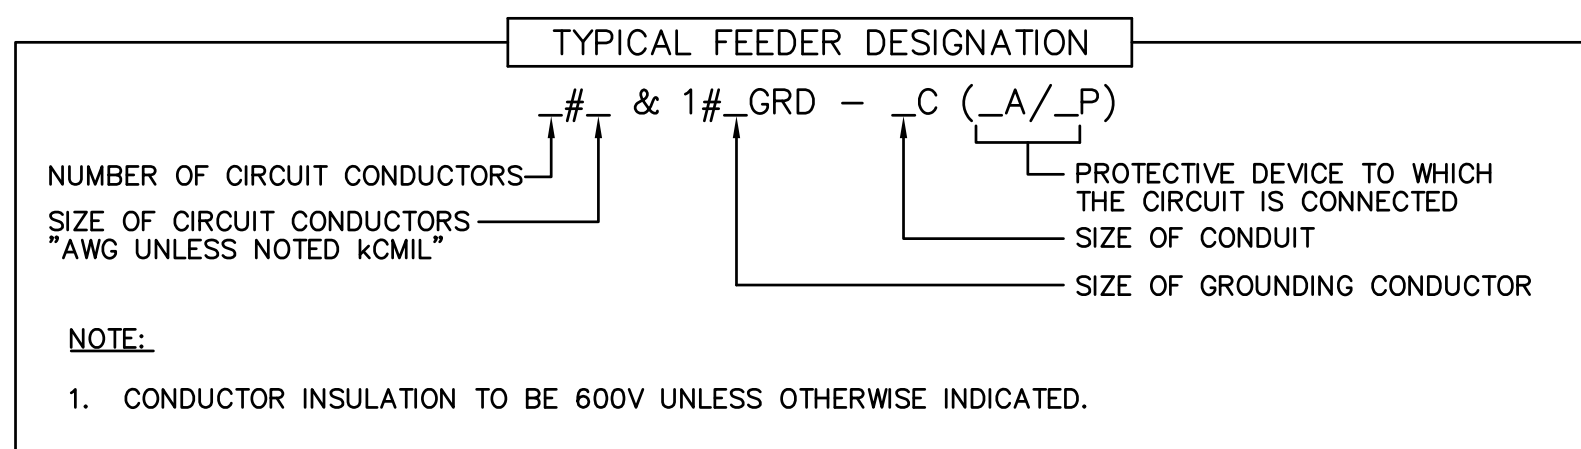 TYPICAL FEEDER DESIGNATION
_#_ & 1#_GRD - _C (_A/_P)
NUMBER OF CIRCUIT CONDUCTORS
SIZE OF CIRCUIT CONDUCTORS
"AWG UNLESS NOTED kCMIL"
PROTECTIVE DEVICE TO WHICH
THE CIRCUIT IS CONNECTED
SIZE OF CONDUIT
SIZE OF GROUNDING CONDUCTOR
NOTE:
1. CONDUCTOR INSULATION TO BE 600V UNLESS OTHERWISE INDICATED.